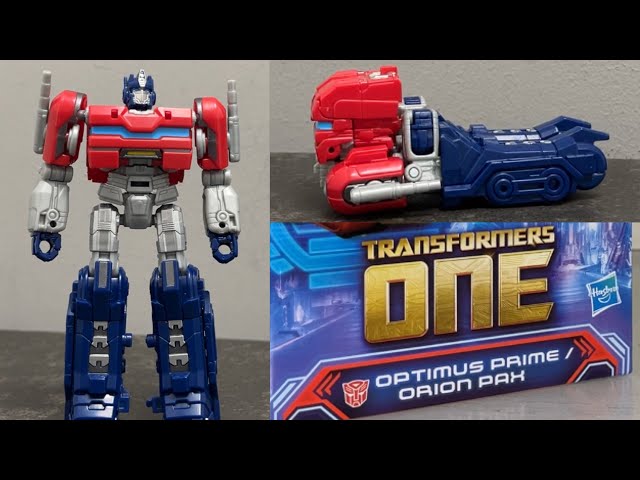 TRANSFORMERS
ONE
Hasbro
OPTIMUS PRIME /
ORION PAX